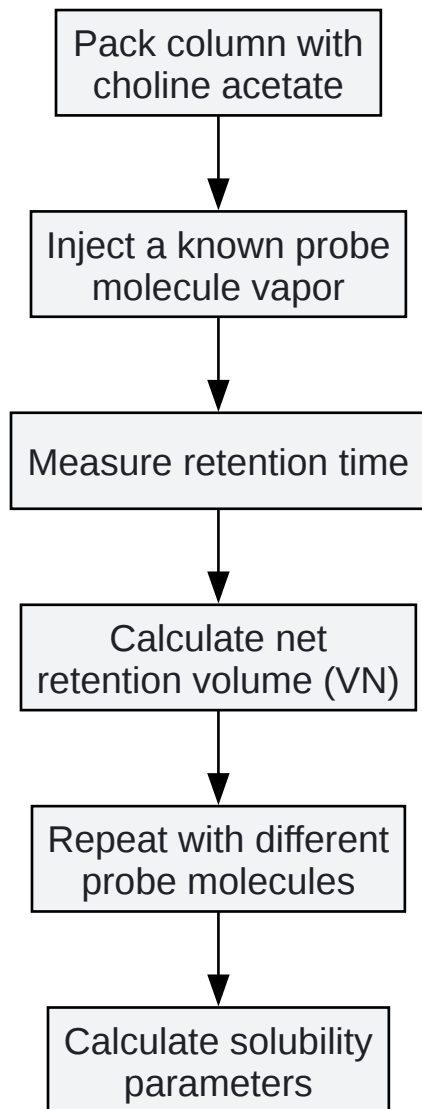 Pack column with
choline acetate
Inject a known probe
molecule vapor
Measure retention time
Calculate net
retention volume (VN)
Repeat with different
probe molecules
Calculate solubility
parameters